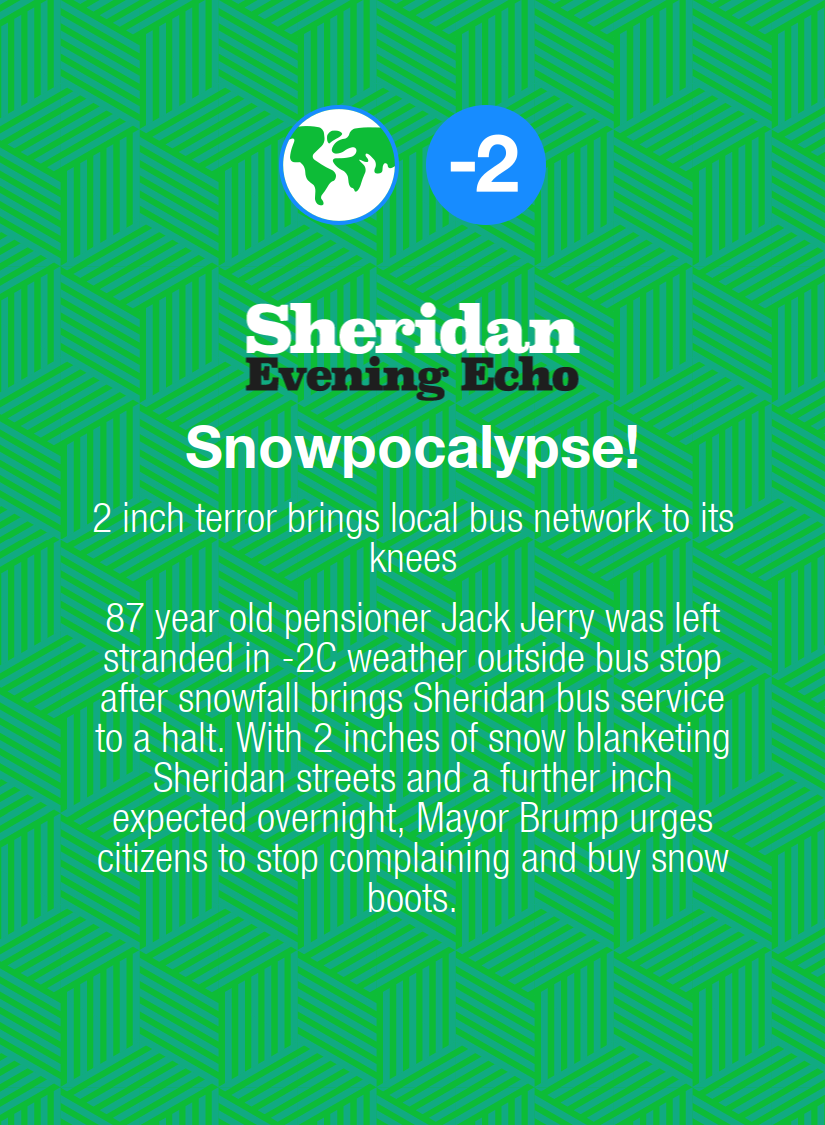 -2
Sheridan
Evening Echo
Snowpocalypse!
2 inch terror brings local bus network to its
knees
87 year old pensioner Jack Jerry was left
stranded in -2C weather outside bus stop
after snowfall brings Sheridan bus service
to a halt. With 2 inches of snow blanketing
Sheridan streets and a further inch
expected overnight, Mayor Brump urges
citizens to stop complaining and buy snow
boots.